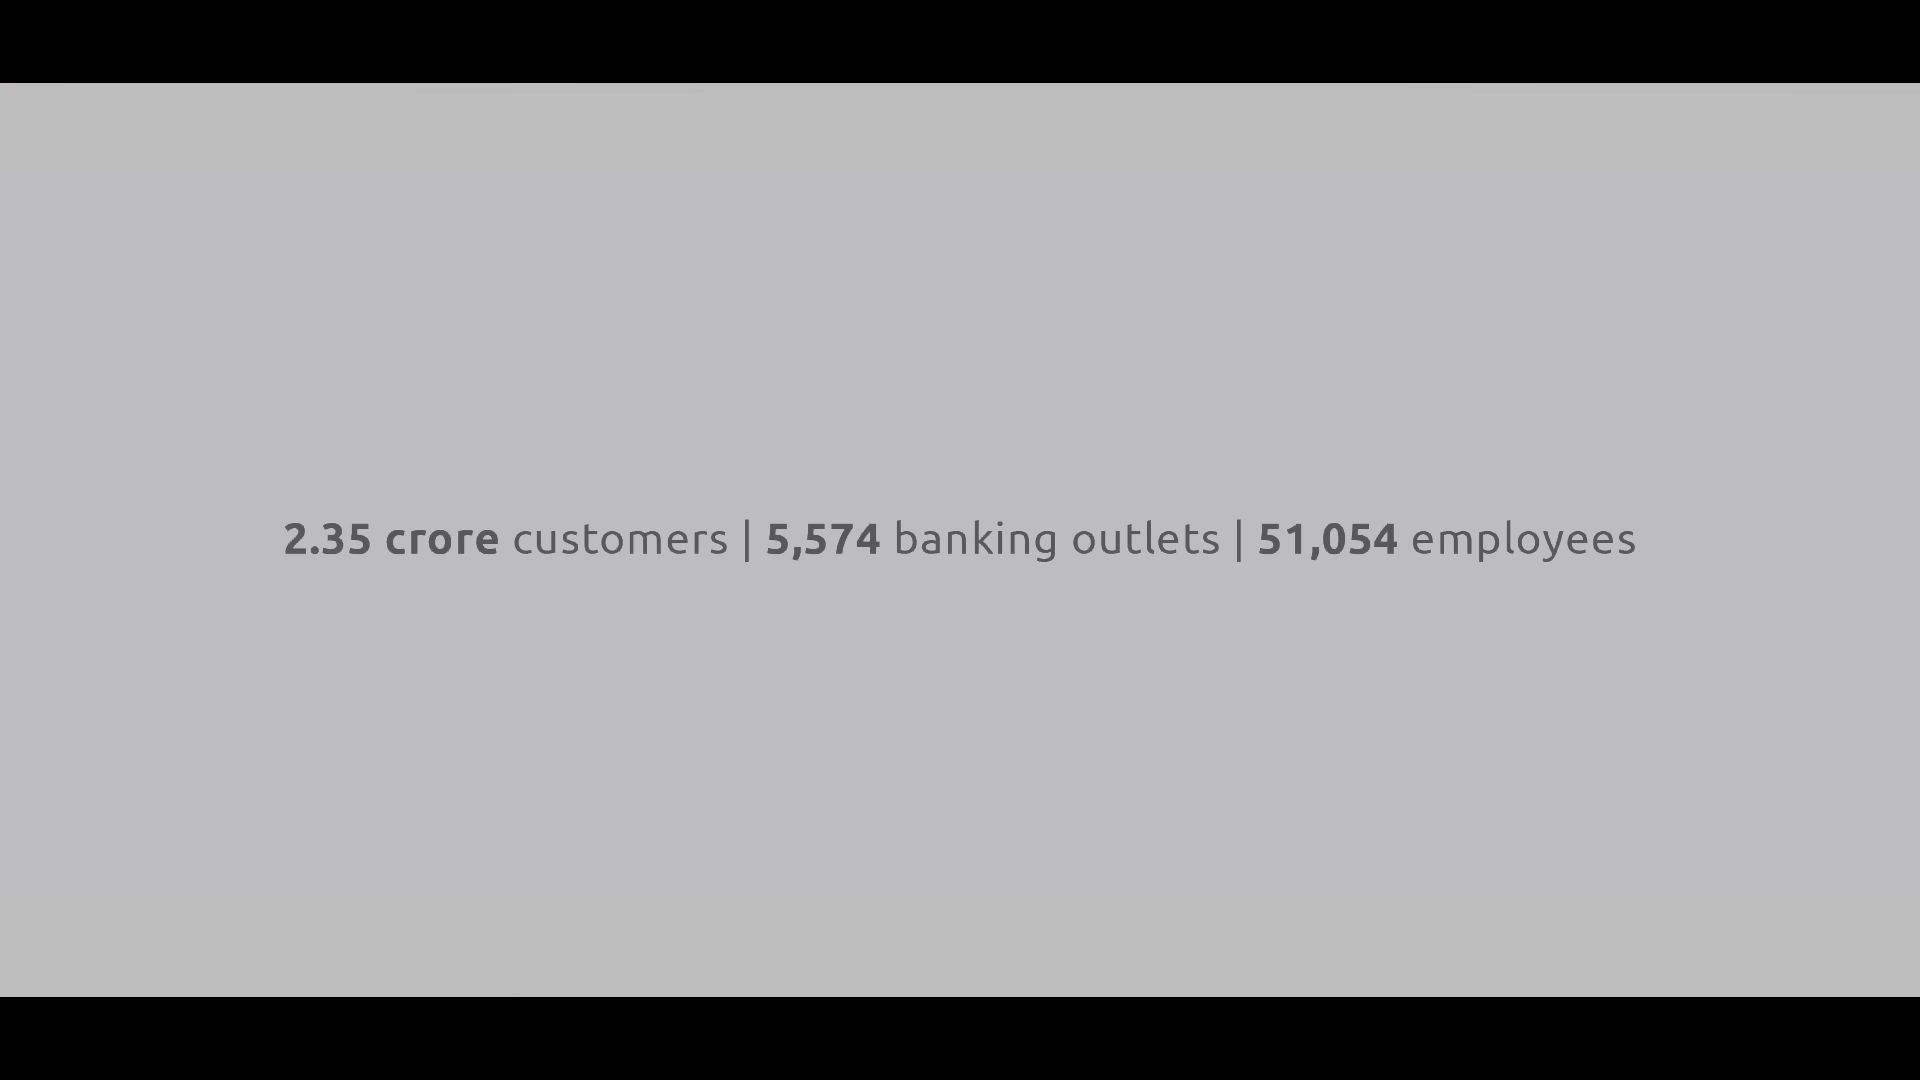 2.35 crore customers | 5,574 banking outlets | 51,054 employees